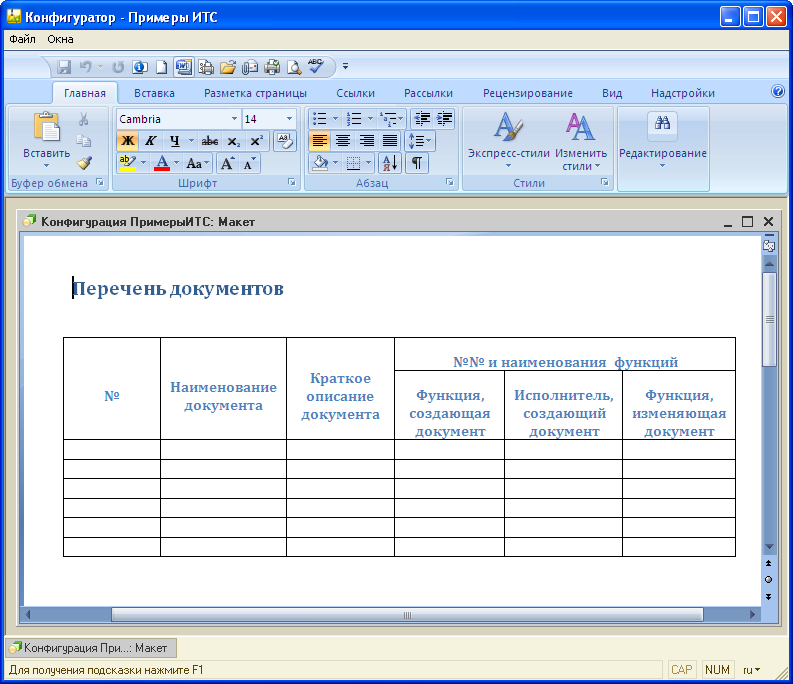 Конфигуратор - Примеры ИТС
Файл Окна
Главная Вставка Разметка страницы Ссылки Рассылки Рецензирование Вид Надстройки
Вставить
Буфер обмена
Cambria 14
Ж К Ч abc x₂ x²
ab A Aa A A
Шрифт
Абзац
Экспресс-стили Изменить стили
Стили
Редактирование
Конфигурация ПримерыИТС: Макет
Перечень документов
№
Наименование
документа
Краткое
описание
документа
№№ и наименования функций
Функция,
создающая
документ
Исполнитель,
создающий
документ
Функция,
изменяющая
документ
Конфигурация При...: Макет
Для получения подсказки нажмите F1
CAP NUM ru